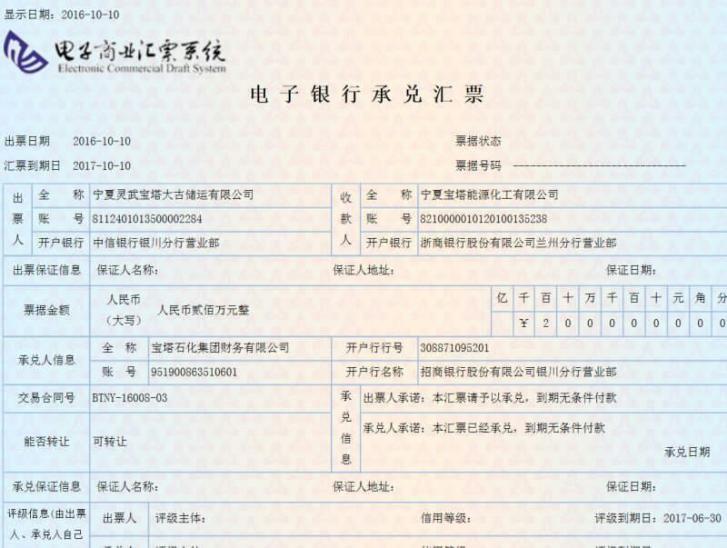 显示日期：2016-10-10
电子商业汇票系统
Electronic Commercial Draft System
电子银行承兑汇票
出票日期 2016-10-10 票据状态
汇票到期日 2017-10-10 票据号码 ------------------------------
出票人 全称 宁夏灵武宝塔大古储运有限公司 收款人 全称 宁夏宝塔能源化工有限公司
账号 8112401013500002284 账号 8210000010120100135238
开户银行 中信银行银川分行营业部 开户银行 浙商银行股份有限公司兰州分行营业部
出票保证信息 保证人名称： 保证人地址： 保证日期：
票据金额 人民币（大写） 人民币贰佰万元整 亿 千 百 十 万 千 百 十 元 角 分
¥ 2 0 0 0 0 0 0 0 0
承兑人信息 全称 宝塔石化集团财务有限公司 开户行行号 308871095201
账号 951900863510601 开户行名称 招商银行股份有限公司银川分行营业部
交易合同号 BTNY-16008-03 承兑信息 出票人承诺：本汇票请予以承兑，到期无条件付款
能否转让 可转让 承兑人承诺：本汇票已经承兑，到期无条件付款
承兑日期
承兑保证信息 保证人名称： 保证人地址： 保证日期：
评级信息(由出票 出票人 评级主体： 信用等级： 评级到期日：2017-06-30
人、承兑人自己